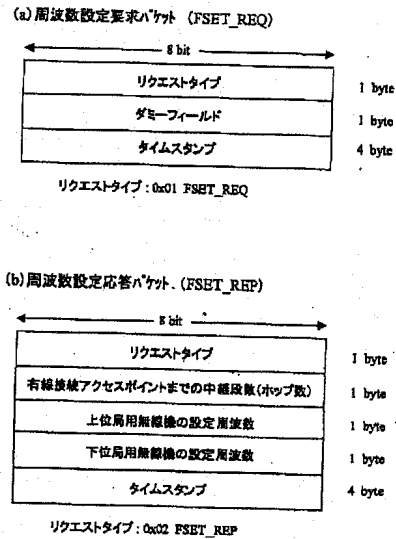 (a)周波数設定要求パケット (FSET_REQ)
8 bit
リクエストタイプ 1 byte
ダミーフィールド 1 byte
タイムスタンプ 4 byte
リクエストタイプ : 0x01 FSET_REQ
(b)周波数設定応答パケット. (FSET_REP)
8 bit
リクエストタイプ 1 byte
有線接続アクセスポイントまでの中継段数(ホップ数) 1 byte
上位局用無線機の設定周波数 1 byte
下位局用無線機の設定周波数 1 byte
タイムスタンプ 4 byte
リクエストタイプ : 0x02 FSET_REP